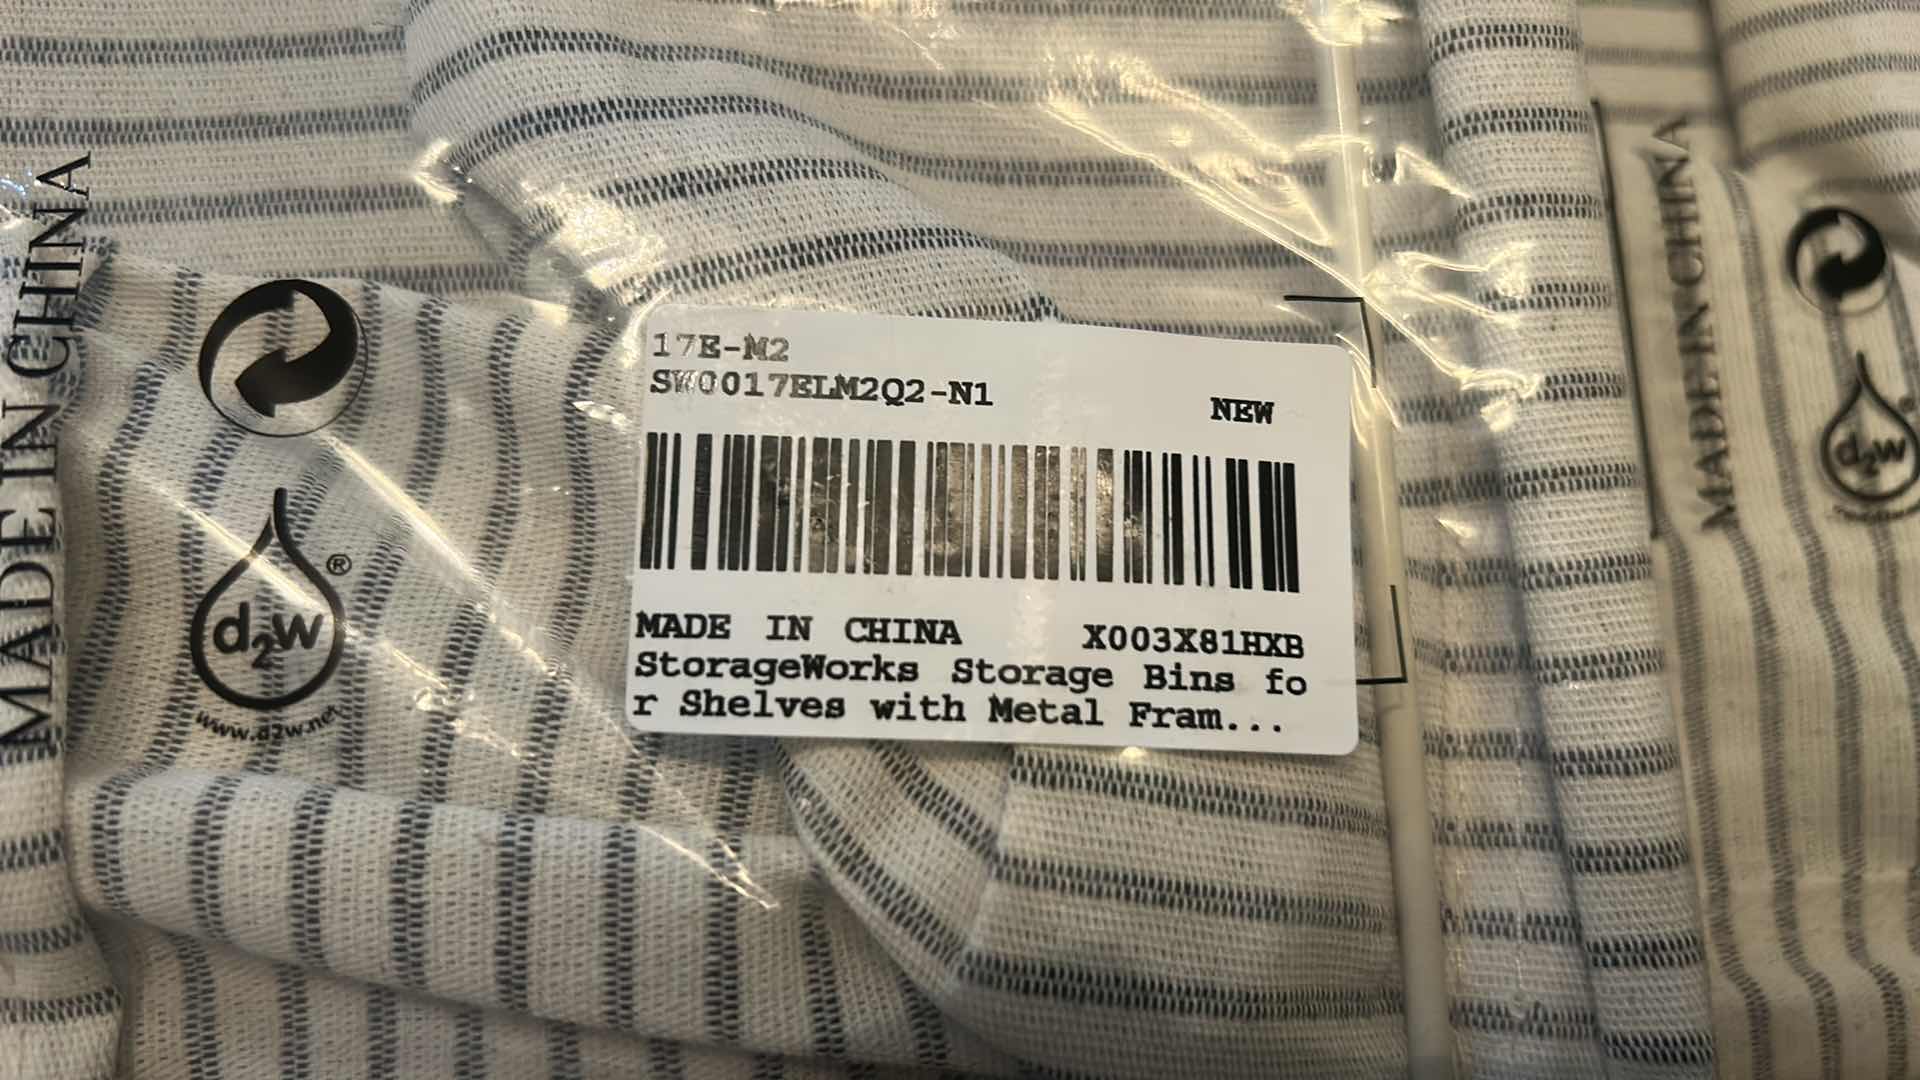 17E-M2
SW0017ELM2Q2-N1
NEW
MADE IN CHINA X003X81HXB
StorageWorks Storage Bins fo
r Shelves with Metal Fram...
MADE IN CHINA
d2w®
www.d2w.net
MADE IN CHINA
d2w®